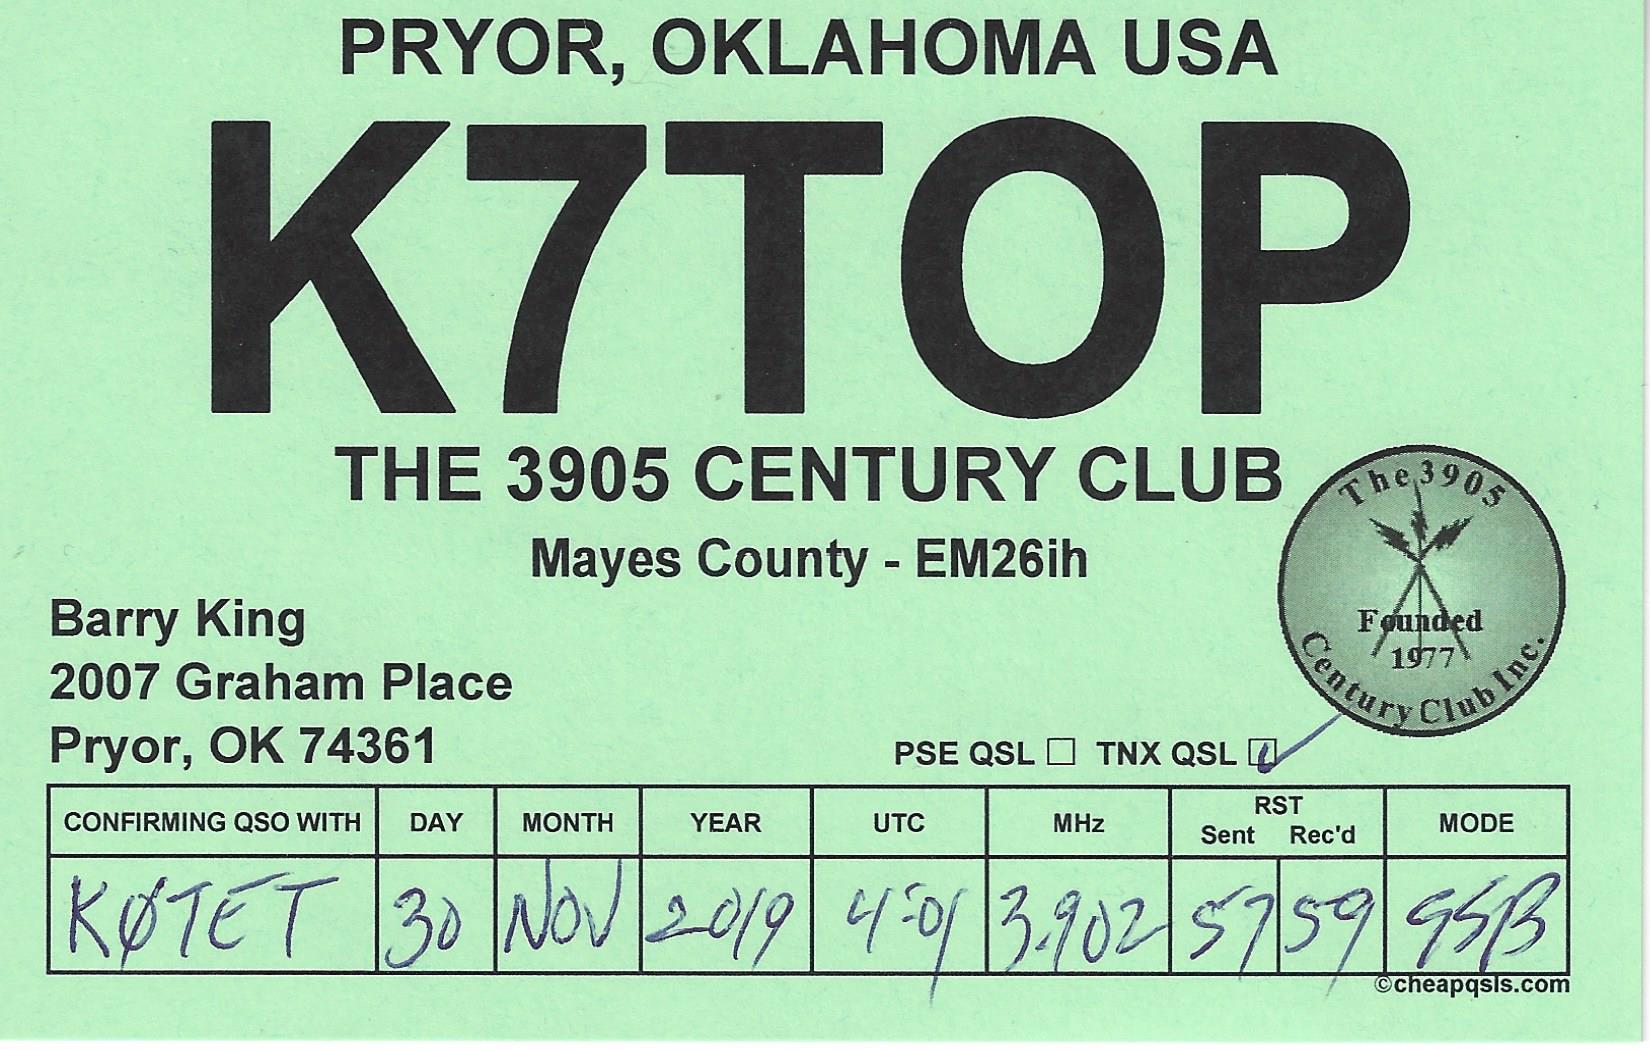 PRYOR, OKLAHOMA USA
K7TOP
THE 3905 CENTURY CLUB
The 3905
Founded
1977
Century Club Inc.
Mayes County - EM26ih
Barry King
2007 Graham Place
Pryor, OK 74361
PSE QSL ☐ TNX QSL ☑
CONFIRMING QSO WITH DAY MONTH YEAR UTC MHz RST Sent Rec'd MODE
KØTET 30 NOV 2019 4:01 3.902 57 59 SSB
©cheapqsls.com